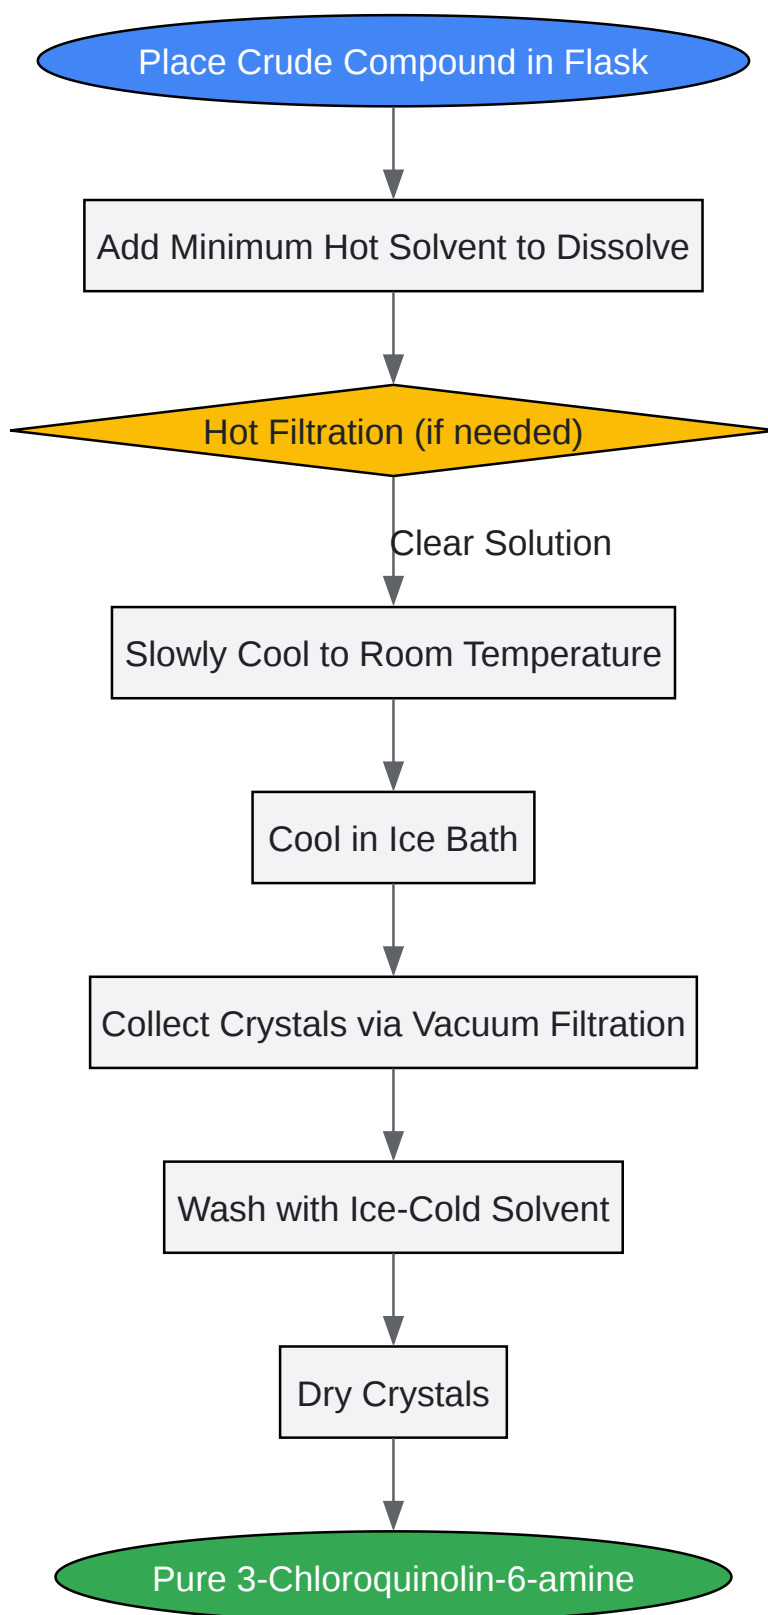 Place Crude Compound in Flask
Add Minimum Hot Solvent to Dissolve
Hot Filtration (if needed)
Clear Solution
Slowly Cool to Room Temperature
Cool in Ice Bath
Collect Crystals via Vacuum Filtration
Wash with Ice-Cold Solvent
Dry Crystals
Pure 3-Chloroquinolin-6-amine